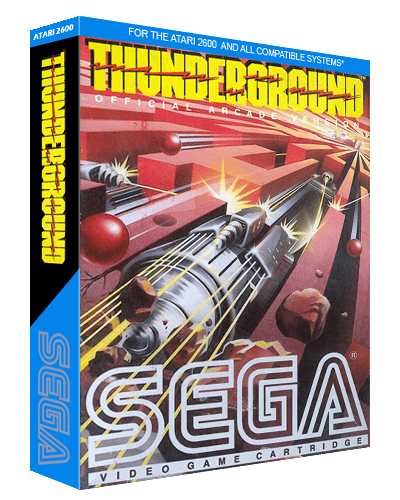 ATARI 2600
FOR THE ATARI 2600 AND ALL COMPATIBLE SYSTEMS*
THUNDERGROUND
OFFICIAL ARCADE VERSION
THUNDERGROUND
SEGA
SEGA®
VIDEO GAME CARTRIDGE